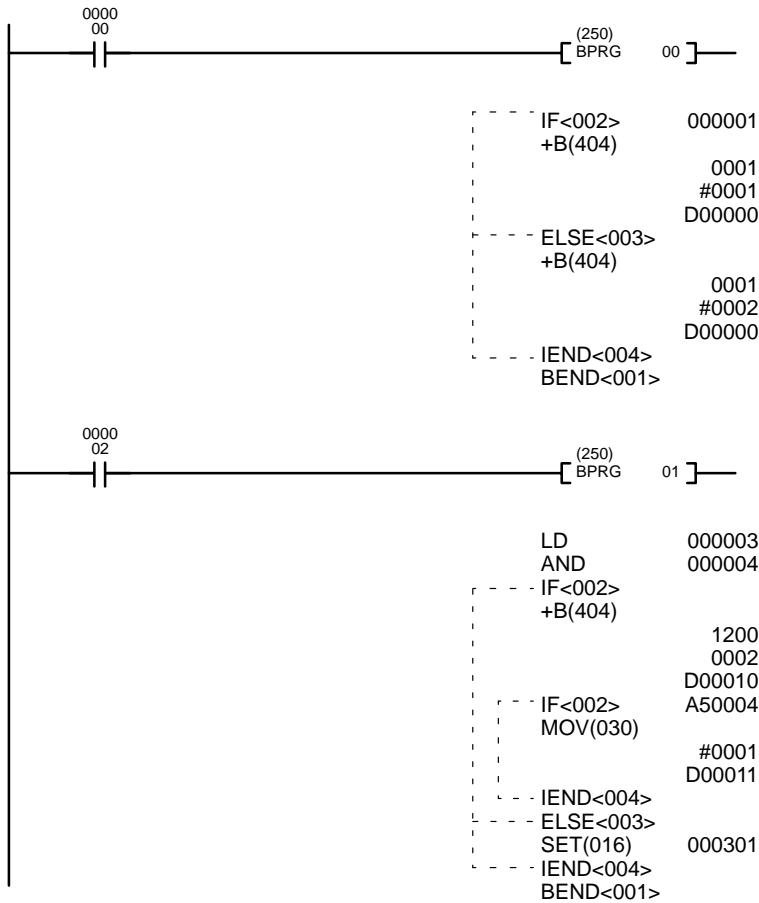 0000
00
(250)
BPRG 00
IF<002> 000001
+B(404)
0001
#0001
D00000
ELSE<003>
+B(404)
0001
#0002
D00000
IEND<004>
BEND<001>
0000
02
(250)
BPRG 01
LD 000003
AND 000004
IF<002>
+B(404)
1200
0002
D00010
IF<002> A50004
MOV(030)
#0001
D00011
IEND<004>
ELSE<003>
SET(016) 000301
IEND<004>
BEND<001>